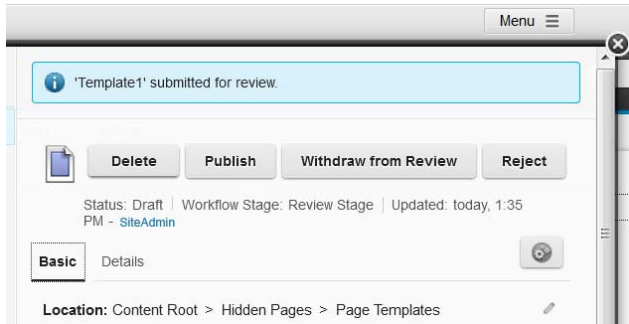 Menu
'Template1' submitted for review.
Delete Publish Withdraw from Review Reject
Status: Draft | Workflow Stage: Review Stage | Updated: today, 1:35
PM - SiteAdmin
Basic Details
Location: Content Root > Hidden Pages > Page Templates